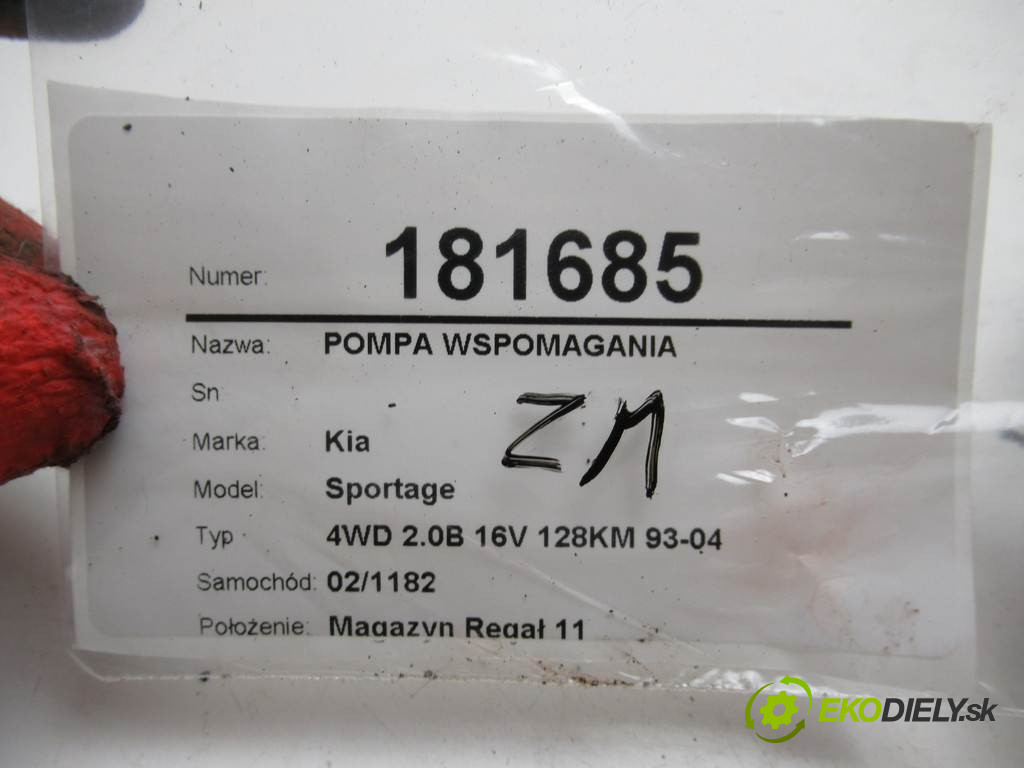 Numer: 181685
Nazwa: POMPA WSPOMAGANIA
Sn
ZM
Marka: Kia
Model: Sportage
Typ 4WD 2.0B 16V 128KM 93-04
Samochód: 02/1182
Położenie: Magazyn Regał 11
EKODIELY.sk